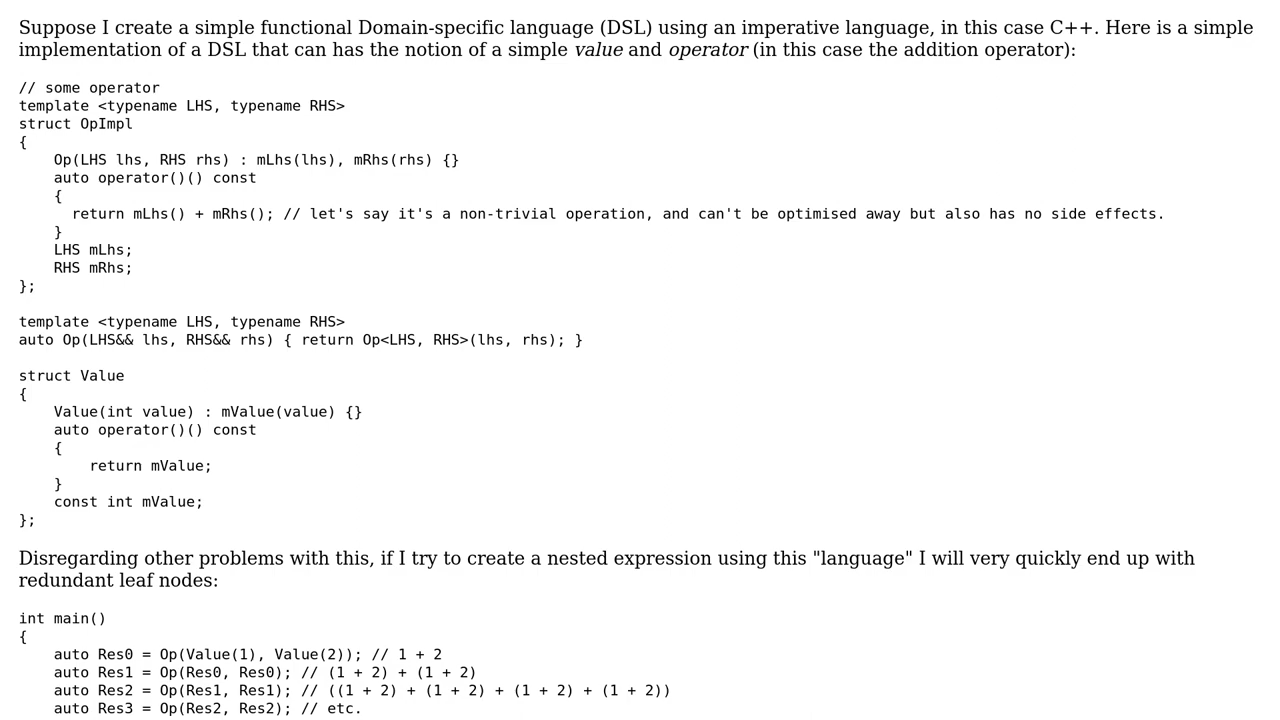 Suppose I create a simple functional Domain-specific language (DSL) using an imperative language, in this case C++. Here is a simple
implementation of a DSL that can has the notion of a simple value and operator (in this case the addition operator):
// some operator
template <typename LHS, typename RHS>
struct OpImpl
{
    Op(LHS lhs, RHS rhs) : mLhs(lhs), mRhs(rhs) {}
    auto operator()() const
    {
      return mLhs() + mRhs(); // let's say it's a non-trivial operation, and can't be optimised away but also has no side effects.
    }
    LHS mLhs;
    RHS mRhs;
};
template <typename LHS, typename RHS>
auto Op(LHS&& lhs, RHS&& rhs) { return Op<LHS, RHS>(lhs, rhs); }
struct Value
{
    Value(int value) : mValue(value) {}
    auto operator()() const
    {
        return mValue;
    }
    const int mValue;
};
Disregarding other problems with this, if I try to create a nested expression using this "language" I will very quickly end up with
redundant leaf nodes:
int main()
{
    auto Res0 = Op(Value(1), Value(2)); // 1 + 2
    auto Res1 = Op(Res0, Res0); // (1 + 2) + (1 + 2)
    auto Res2 = Op(Res1, Res1); // ((1 + 2) + (1 + 2) + (1 + 2) + (1 + 2))
    auto Res3 = Op(Res2, Res2); // etc.